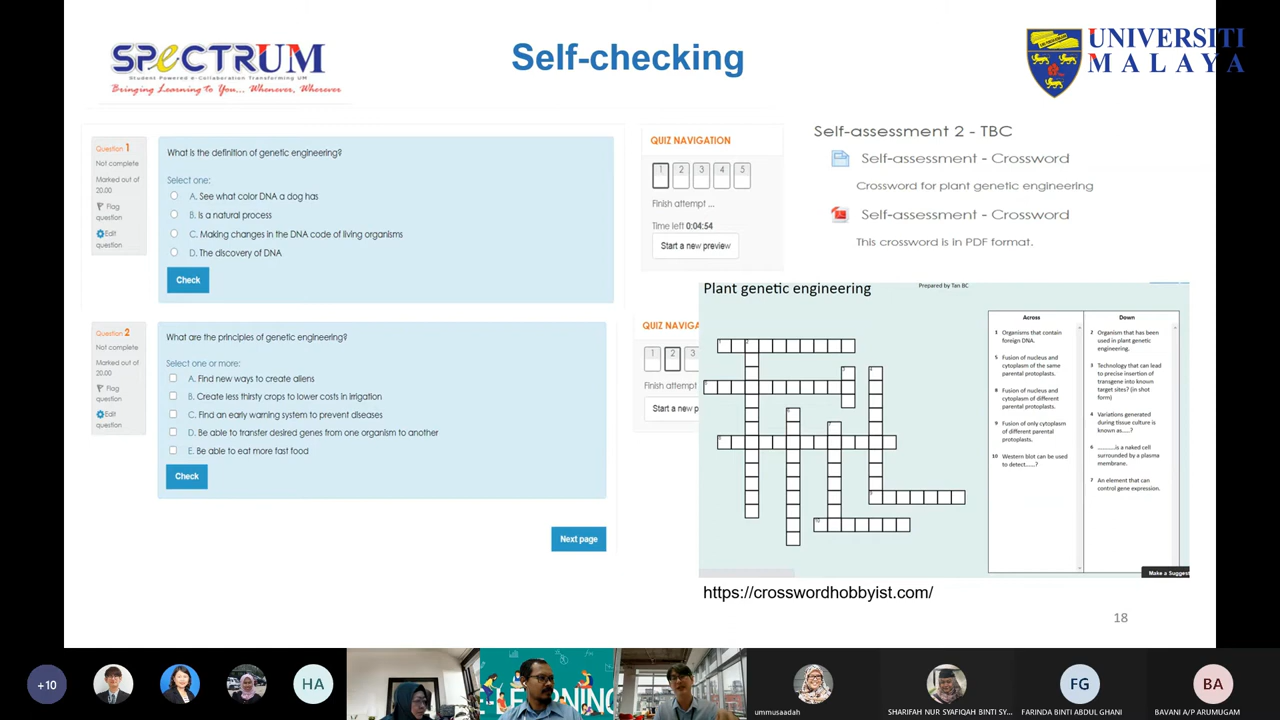 SPeCTRUM
Student Powered e-Collaboration Transforming UM
Bringing Learning to You... Whenever, Wherever
Self-checking
UNIVERSITI
MALAYA
Question 1
Not complete
Marked out of
20.00
Flag
question
Edit
question
What is the definition of genetic engineering?
Select one:
A. See what color DNA a dog has
B. Is a natural process
C. Making changes in the DNA code of living organisms
D. The discovery of DNA
Check
QUIZ NAVIGATION
1 2 3 4 5
Finish attempt ...
Time left 0:04:54
Start a new preview
Self-assessment 2 - TBC
Self-assessment - Crossword
Crossword for plant genetic engineering
Self-assessment - Crossword
This crossword is in PDF format.
Question 2
Not complete
Marked out of
20.00
Flag
question
Edit
question
What are the principles of genetic engineering?
Select one or more:
A. Find new ways to create aliens
B. Create less thirsty crops to lower costs in irrigation
C. Find an early warning system to prevent diseases
D. Be able to transfer desired genes from one organism to another
E. Be able to eat more fast food
Check
Next page
QUIZ NAVIGA
1 2 3
Finish attempt
Start a new p
Plant genetic engineering
Prepared by Tan BC
Across
1 Organisms that contain
foreign DNA.
5 Fusion of nucleus and
cytoplasm of the same
parental protoplasts.
8 Fusion of nucleus and
cytoplasm of different
parental protoplasts.
9 Fusion of only cytoplasm
of different parental
protoplasts.
10 Western blot can be used
to detect......?
Down
2 Organism that has been
used in plant genetic
engineering.
3 Technology that can lead
to precise insertion of
transgene into known
target sites? (in shot
form)
4 Variations generated
during tissue culture is
known as.....?
6 ...........is a naked cell
surrounded by a plasma
membrane.
7 An element that can
control gene expression.
Make a Suggest
https://crosswordhobbyist.com/
18
+10
HA
LEARNING
ummusaadah
SHARIFAH NUR SYAFIQAH BINTI SY...
FG
FARINDA BINTI ABDUL GHANI
BA
BAVANI A/P ARUMUGAM